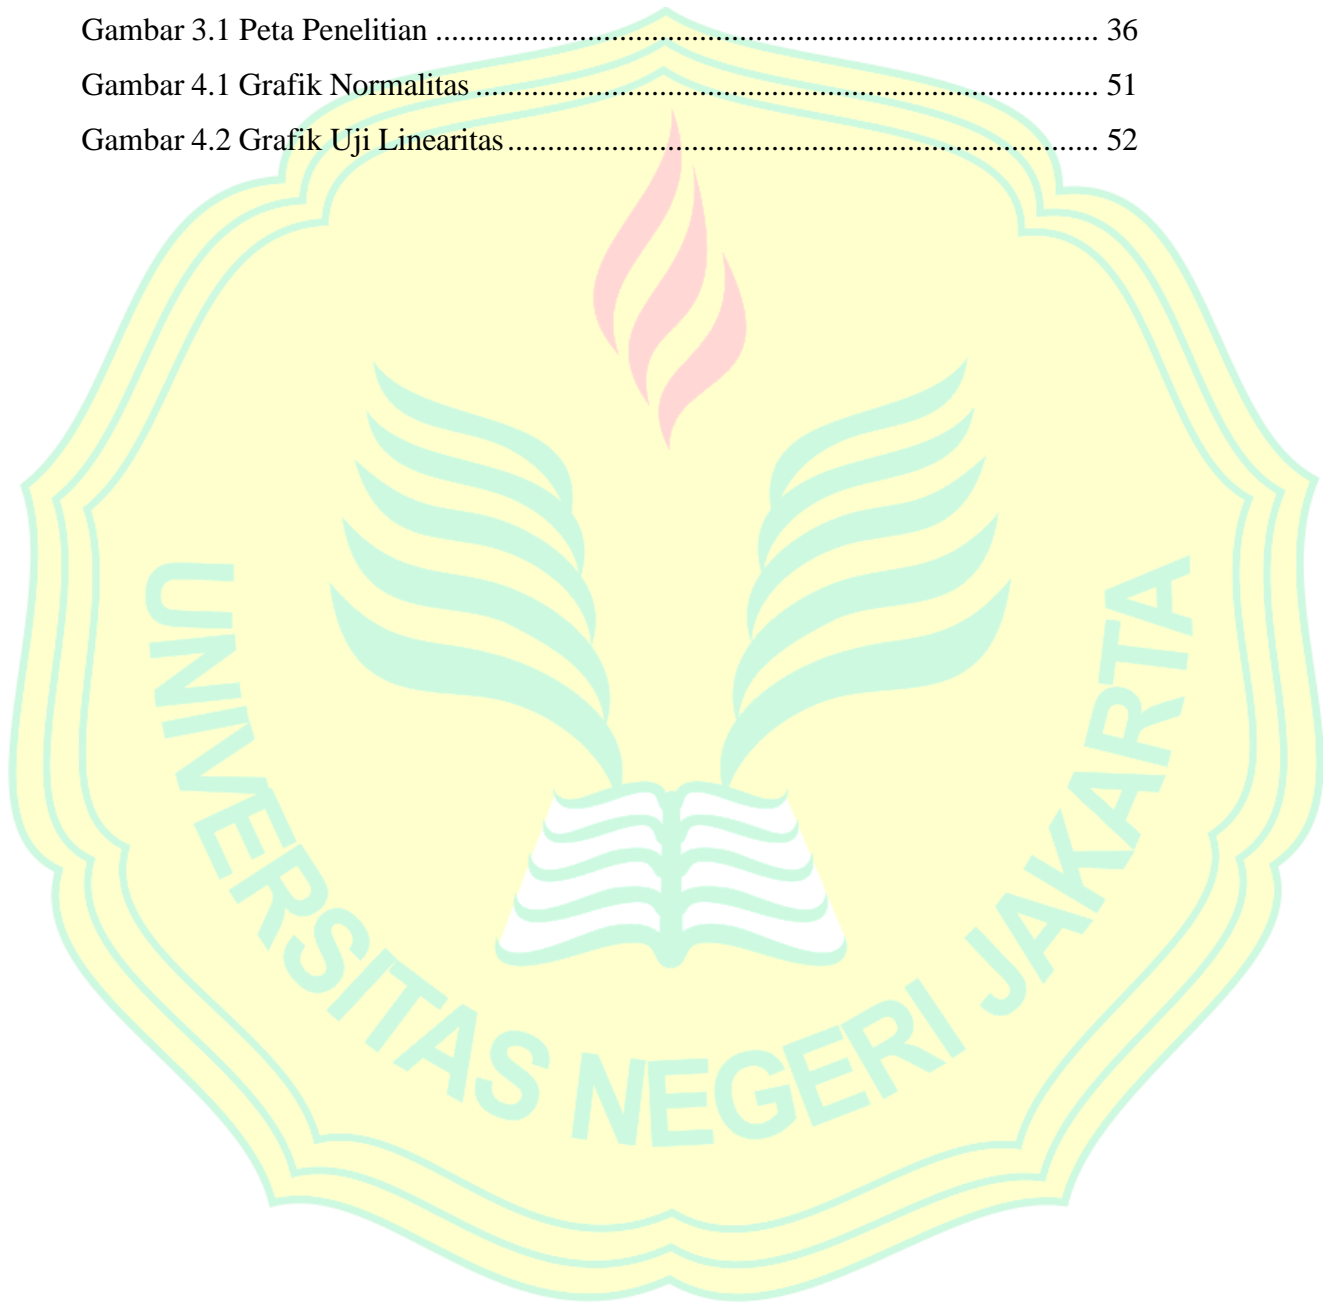 Gambar 3.1 Peta Penelitian .................................................................................... 36
Gambar 4.1 Grafik Normalitas ............................................................................... 51
Gambar 4.2 Grafik Uji Linearitas ........................................................................... 52
UNIVERSITAS NEGERI JAKARTA